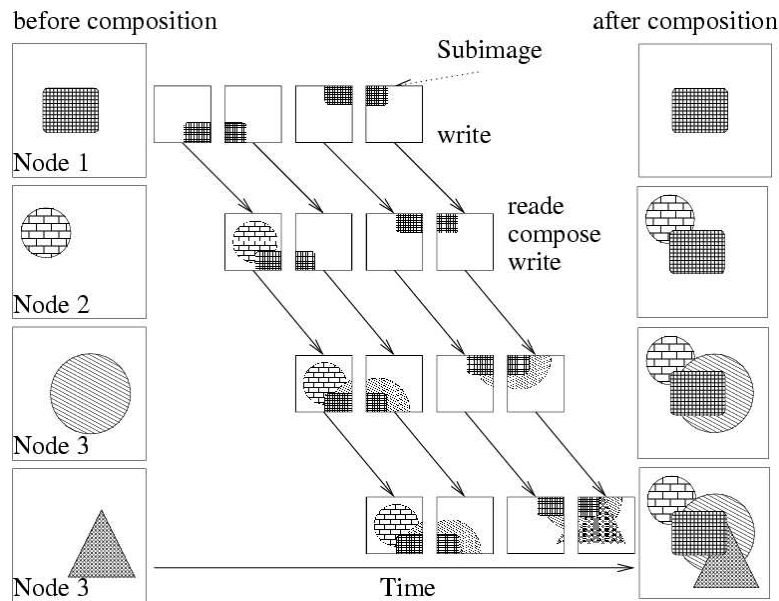 before composition
after composition
Subimage
write
Node 1
reade
compose
write
Node 2
Node 3
Node 3
Time